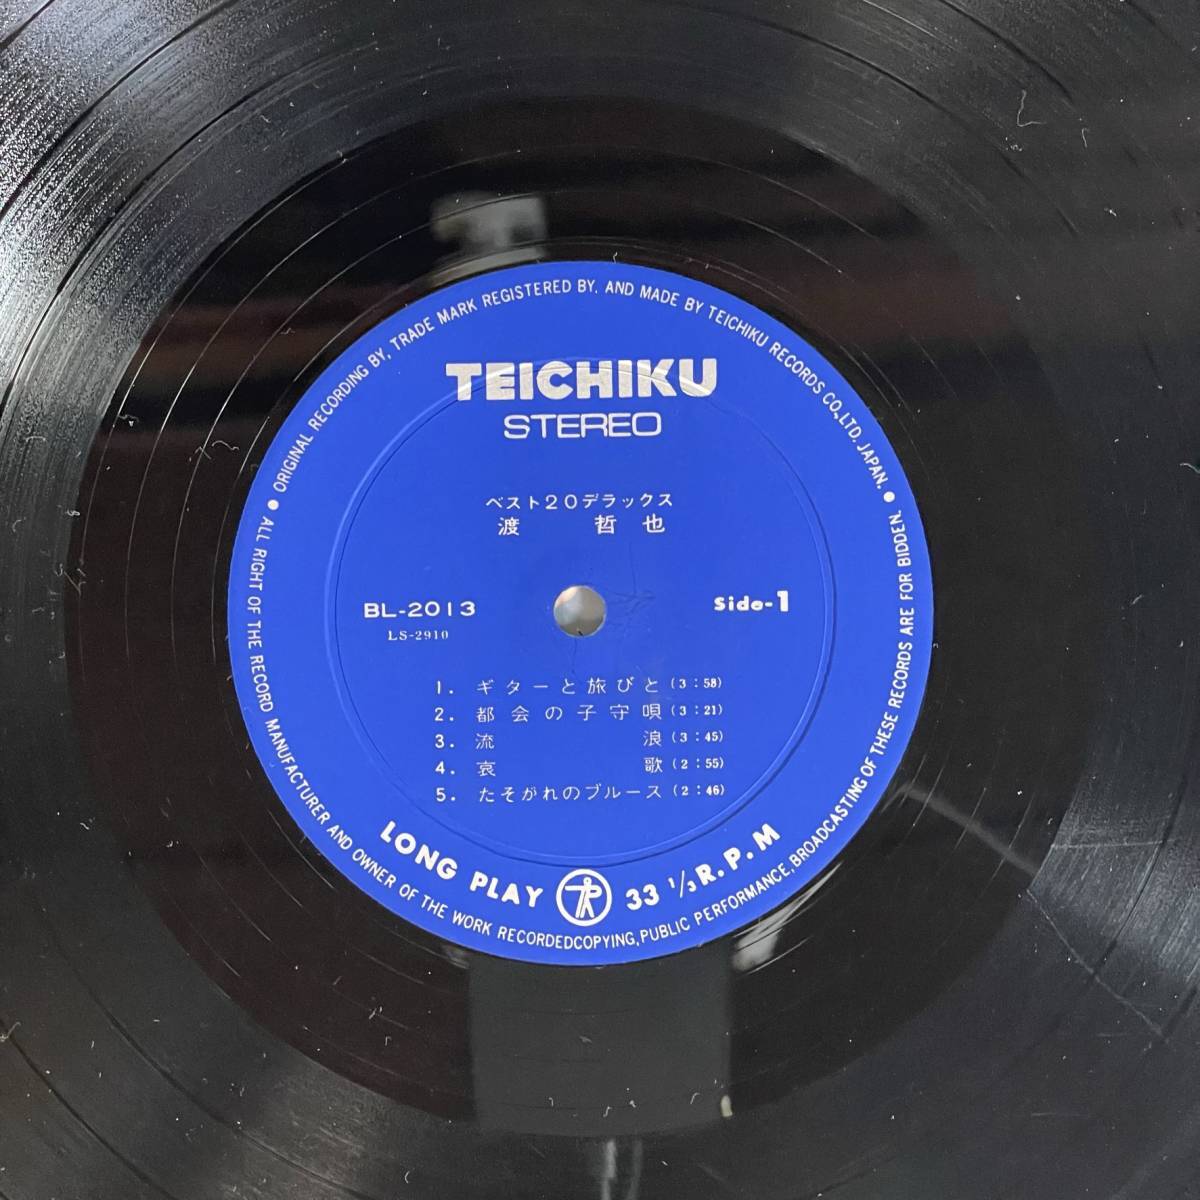 ORIGINAL RECORDING BY, TRADE MARK REGISTERED BY, AND MADE BY TEICHIKU RECORDS CO.,LTD. JAPAN.
TEICHIKU
STEREO
ベスト20デラックス
渡 哲也
BL-2013
LS-2910
Side-1
1. ギターと旅びと (3:58)
2. 都会の子守唄 (3:21)
3. 流 浪 (3:45)
4. 哀 歌 (2:55)
5. たそがれのブルース (2:46)
LONG PLAY TR 33 1/3 R.P.M
ALL RIGHT OF THE RECORD MANUFACTURER AND OWNER OF THE WORK RECORDEDCOPYING, PUBLIC PERFORMANCE, BROADCASTING OF THESE RECORDS ARE FOR BIDDEN.